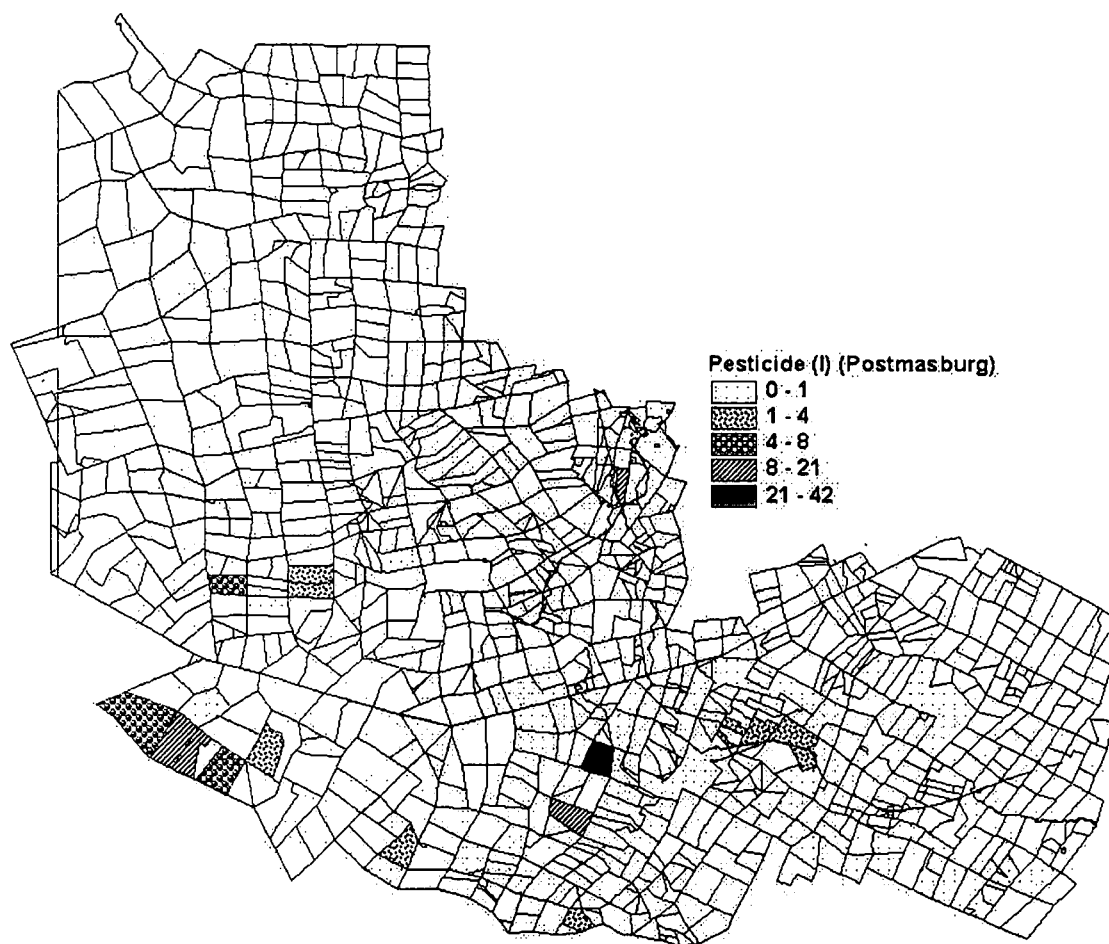 Pesticide (l) (Postmasburg)
0 - 1
1 - 4
4 - 8
8 - 21
21 - 42